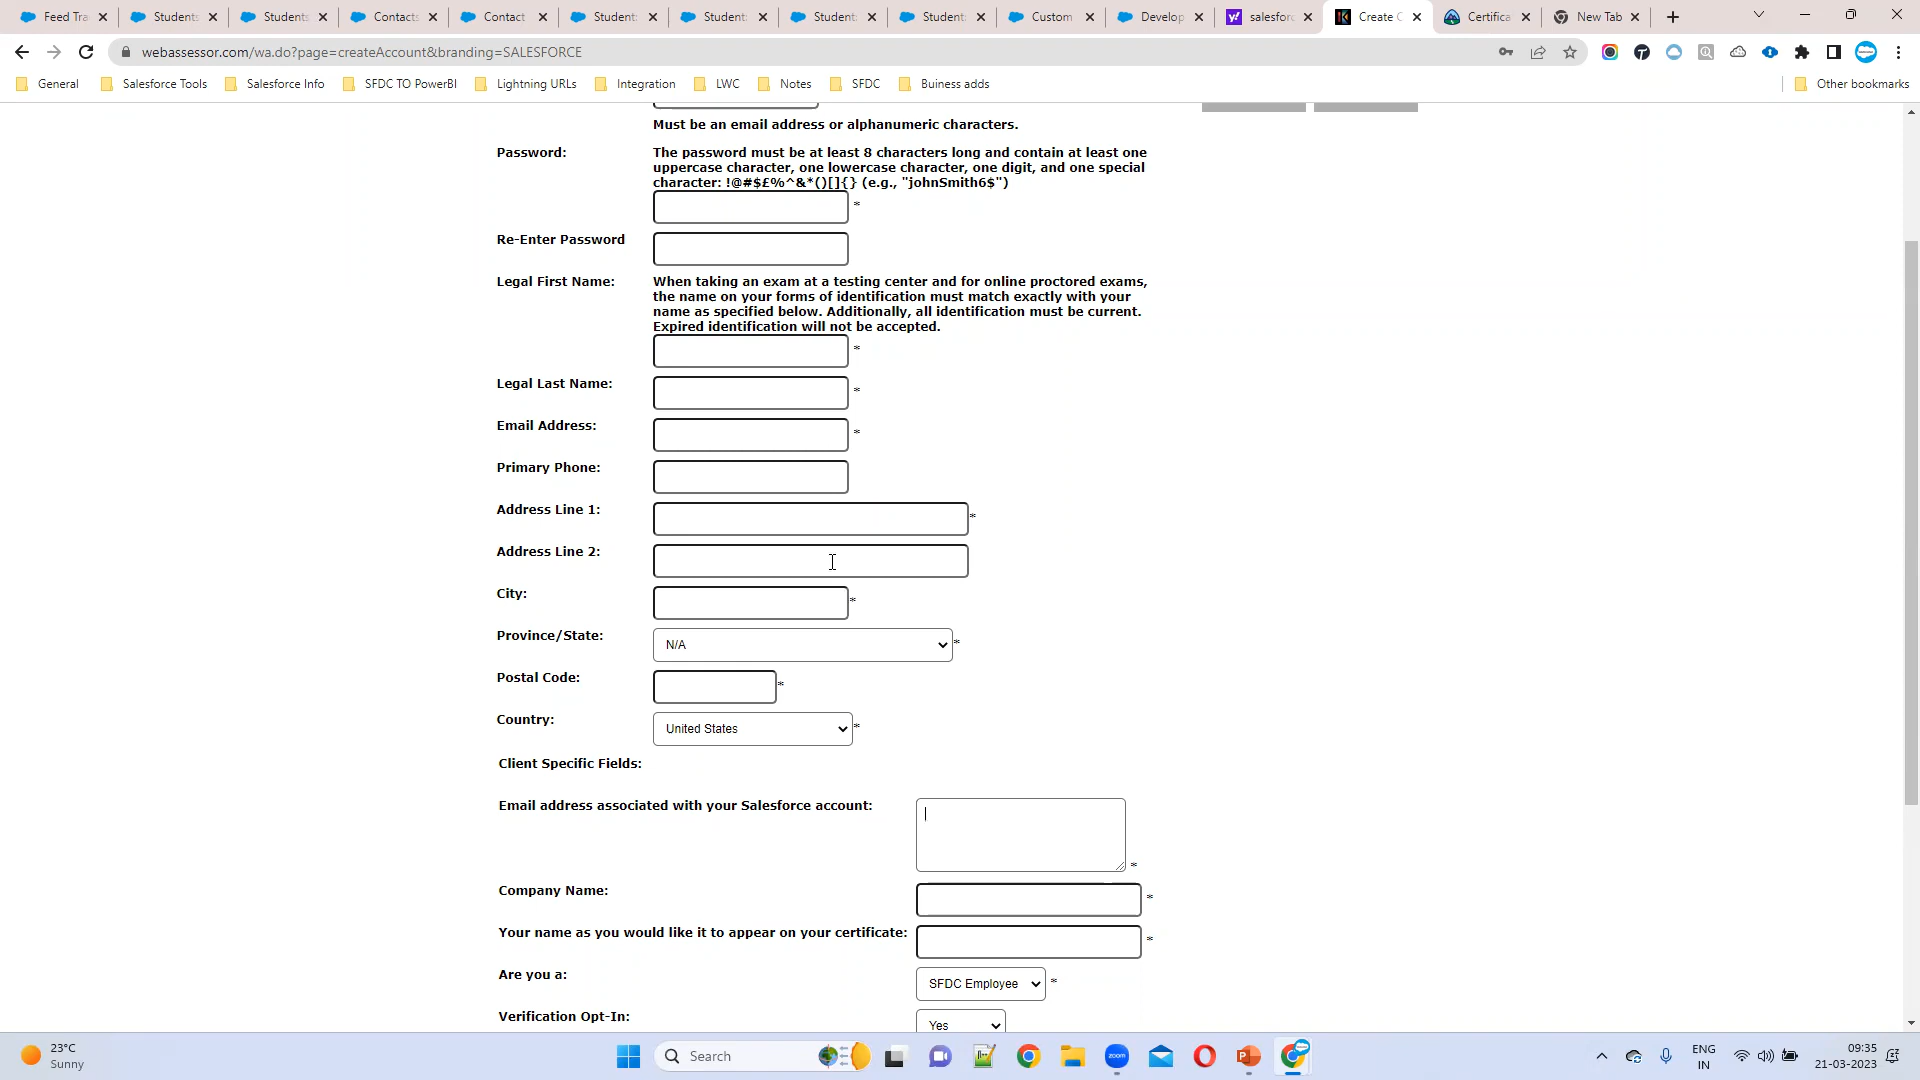 Feed Tra
Students
Students
Contacts
Contact
Student
Student
Student
Student
Custom
Develop
salesforc
Create C
Certifica
New Tab
webassessor.com/wa.do?page=createAccount&branding=SALESFORCE
General
Salesforce Tools
Salesforce Info
SFDC TO PowerBI
Lightning URLs
Integration
LWC
Notes
SFDC
Buiness adds
Other bookmarks
Must be an email address or alphanumeric characters.
Password:
The password must be at least 8 characters long and contain at least one
uppercase character, one lowercase character, one digit, and one special
character: !@#$£%^&*()[]{} (e.g., "johnSmith6$")
*
Re-Enter Password
Legal First Name:
When taking an exam at a testing center and for online proctored exams,
the name on your forms of identification must match exactly with your
name as specified below. Additionally, all identification must be current.
Expired identification will not be accepted.
*
Legal Last Name:
*
Email Address:
*
Primary Phone:
Address Line 1:
*
Address Line 2:
City:
*
Province/State:
N/A
*
Postal Code:
*
Country:
United States
*
Client Specific Fields:
Email address associated with your Salesforce account:
*
Company Name:
*
Your name as you would like it to appear on your certificate:
*
Are you a:
SFDC Employee
*
Verification Opt-In:
Yes
23°C
Sunny
Search
zoom
ENG
IN
09:35
21-03-2023